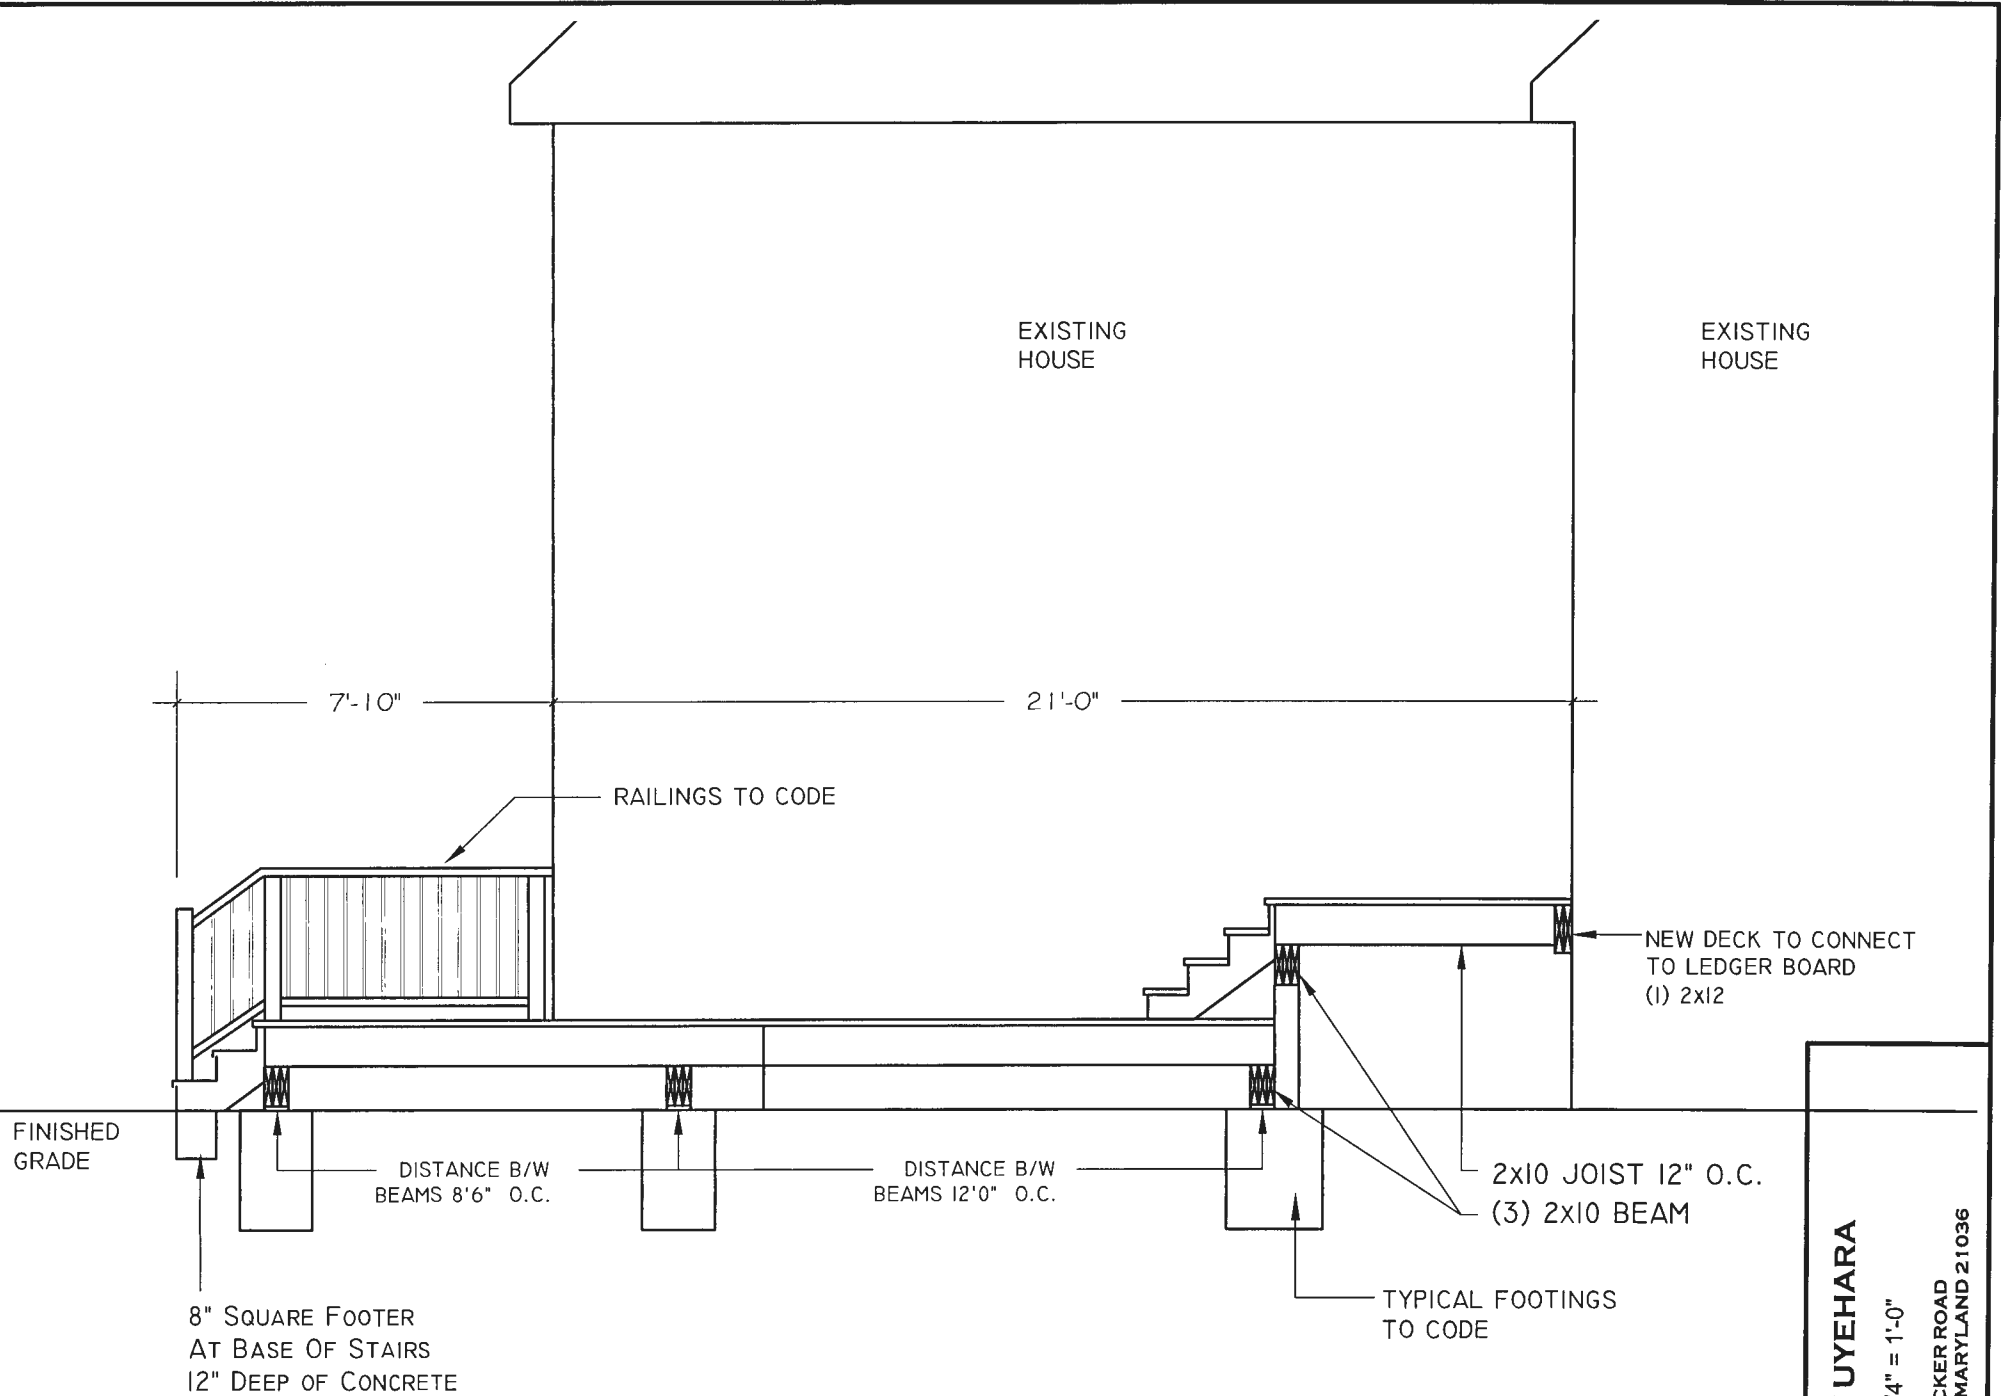 EXISTING
HOUSE
EXISTING
HOUSE
7'-10"
21'-0"
RAILINGS TO CODE
NEW DECK TO CONNECT
TO LEDGER BOARD
(1) 2x12
FINISHED
GRADE
DISTANCE B/W
BEAMS 8'6" O.C.
DISTANCE B/W
BEAMS 12'0" O.C.
2x10 JOIST 12" O.C.
(3) 2x10 BEAM
8" SQUARE FOOTER
AT BASE OF STAIRS
12" DEEP OF CONCRETE
TYPICAL FOOTINGS
TO CODE
UYEHARA
4" = 1'-0"
ROAD
MARYLAND 21036